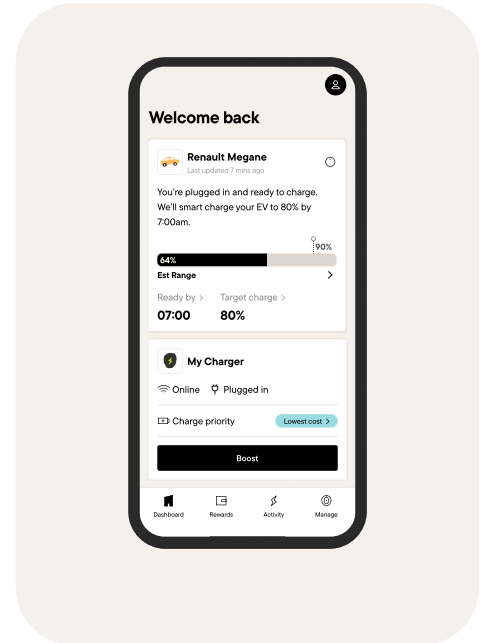 Welcome back
Renault Megane
Last updated 7 mins ago
You're plugged in and ready to charge.
We'll smart charge your EV to 80% by
7:00am.
90%
64%
Est Range
Ready by Target charge
07:00 80%
My Charger
Online Plugged in
Charge priority Lowest cost
Boost
Dashboard Rewards Activity Manage